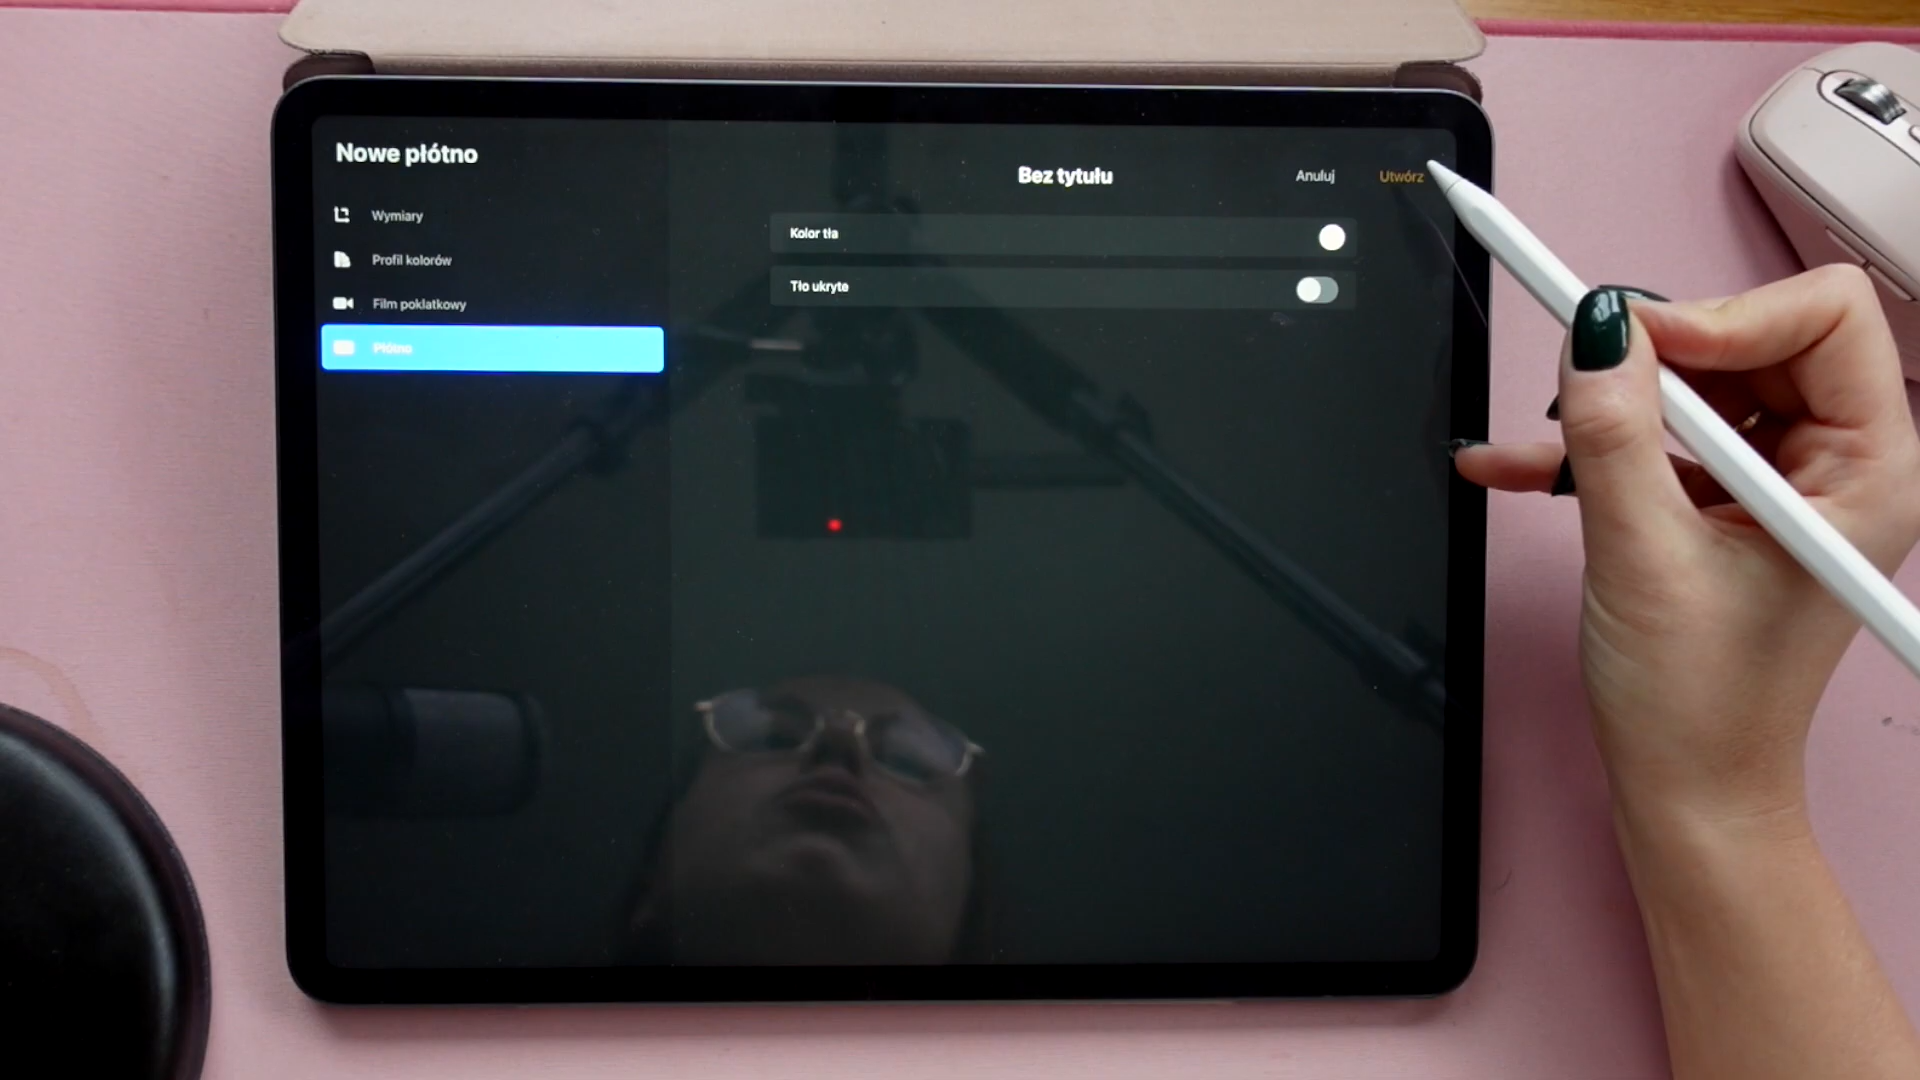 Nowe płótno
Wymiary
Profil kolorów
Film poklatkowy
Płótno
Bez tytułu
Anuluj
Utwórz
Kolor tła
Tło ukryte